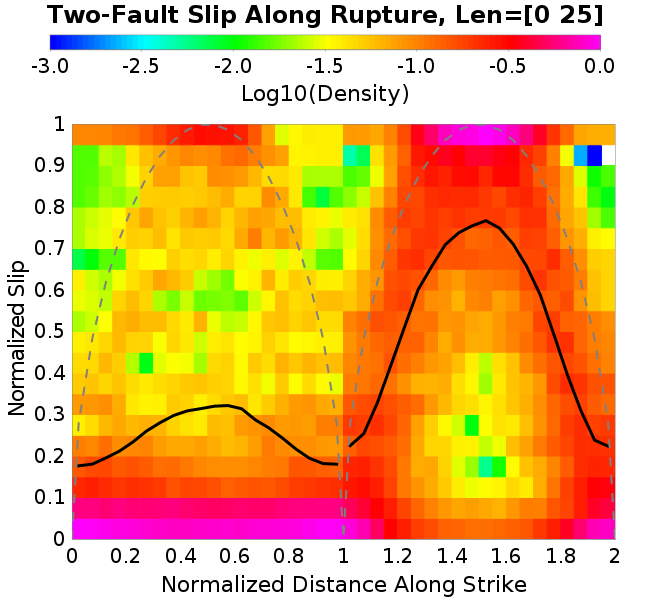 Two-Fault Slip Along Rupture, Len=[0 25]
-3.0 -2.5 -2.0 -1.5 -1.0 -0.5 0.0
Log10(Density)
1
0.9
0.8
0.7
0.6
0.5
0.4
0.3
0.2
0.1
0
Normalized Slip
0 0.2 0.4 0.6 0.8 1 1.2 1.4 1.6 1.8 2
Normalized Distance Along Strike